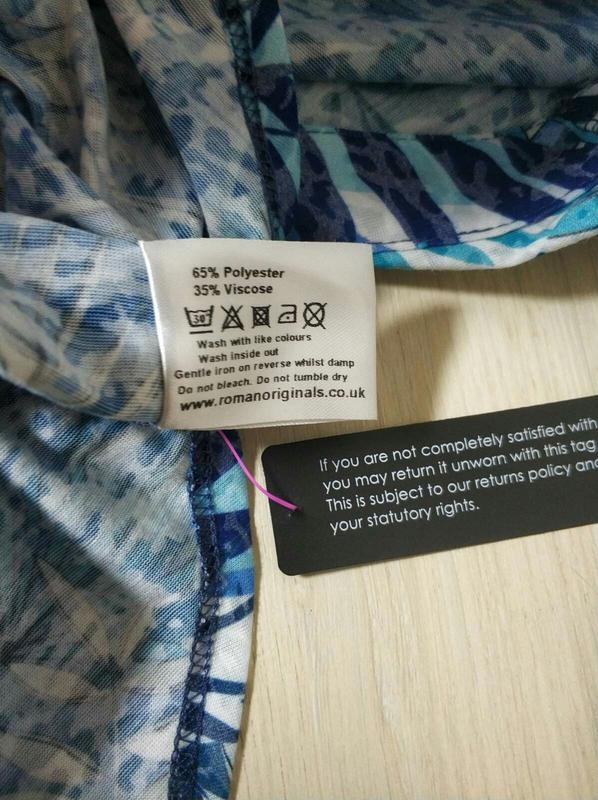 65% Polyester
35% Viscose
30°
Wash with like colours
Wash inside out
Gentle iron on reverse whilst damp
Do not bleach. Do not tumble dry
www.romanoriginals.co.uk
If you are not completely satisfied with
you may return it unworn with this tag
This is subject to our returns policy and
your statutory rights.